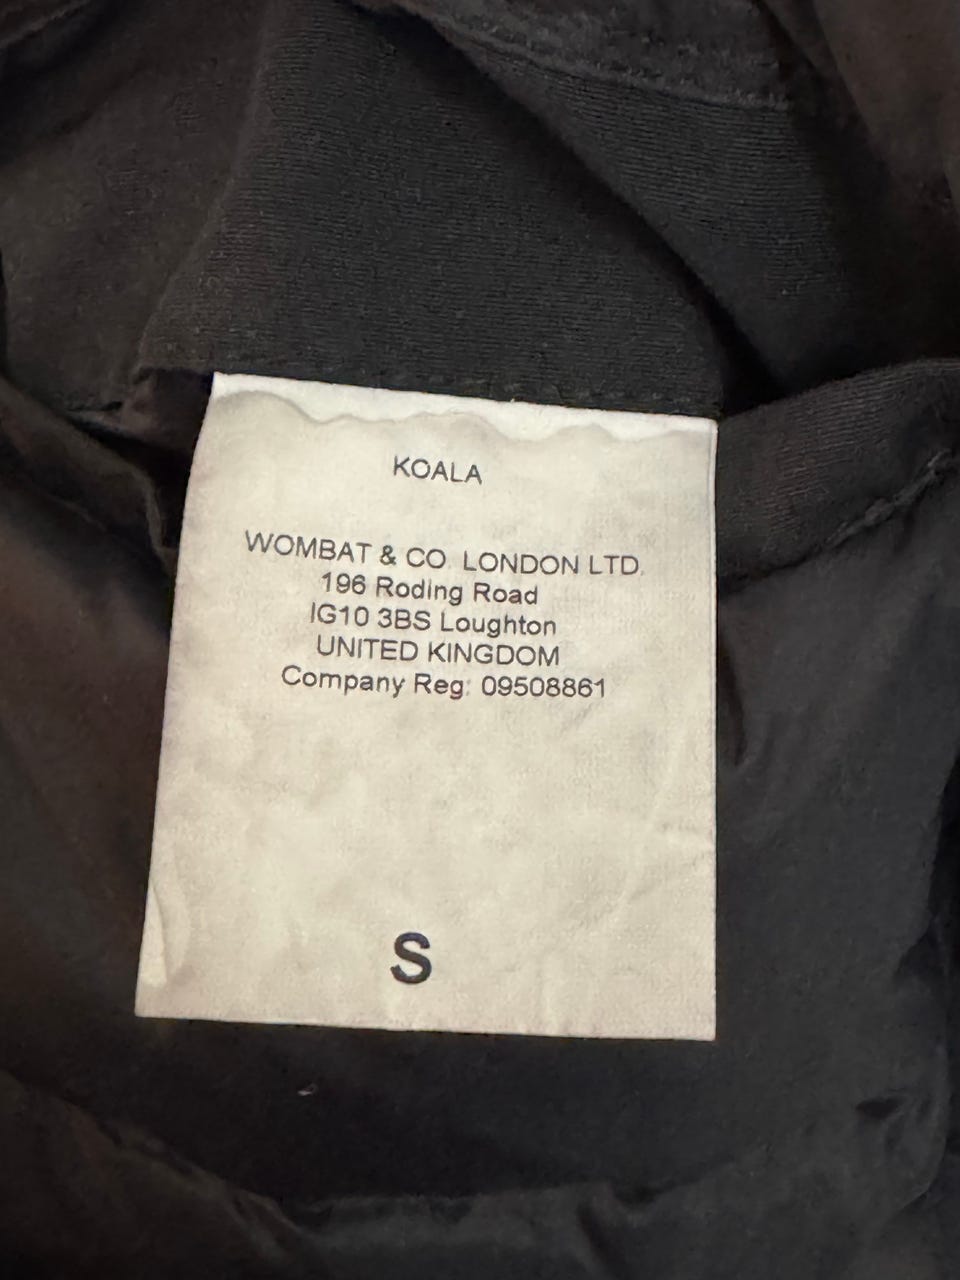 KOALA
WOMBAT & CO. LONDON LTD.
196 Roding Road
IG10 3BS Loughton
UNITED KINGDOM
Company Reg: 09508861
S